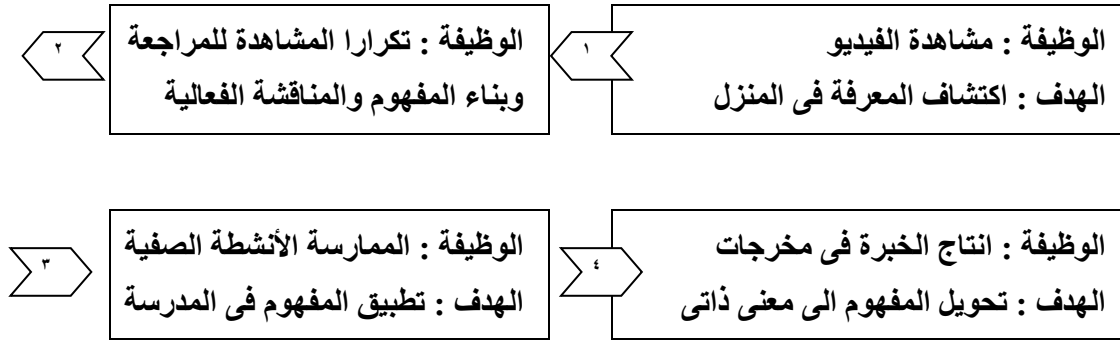 الوظيفة : مشاهدة الفيديو
الهدف : اكتشاف المعرفة فى المنزل
١
الوظيفة : تكرارا المشاهدة للمراجعة
وبناء المفهوم والمناقشة الفعالية
٢
الوظيفة : الممارسة الأنشطة الصفية
الهدف : تطبيق المفهوم فى المدرسة
٣
الوظيفة : انتاج الخبرة فى مخرجات
الهدف : تحويل المفهوم الى معنى ذاتى
٤